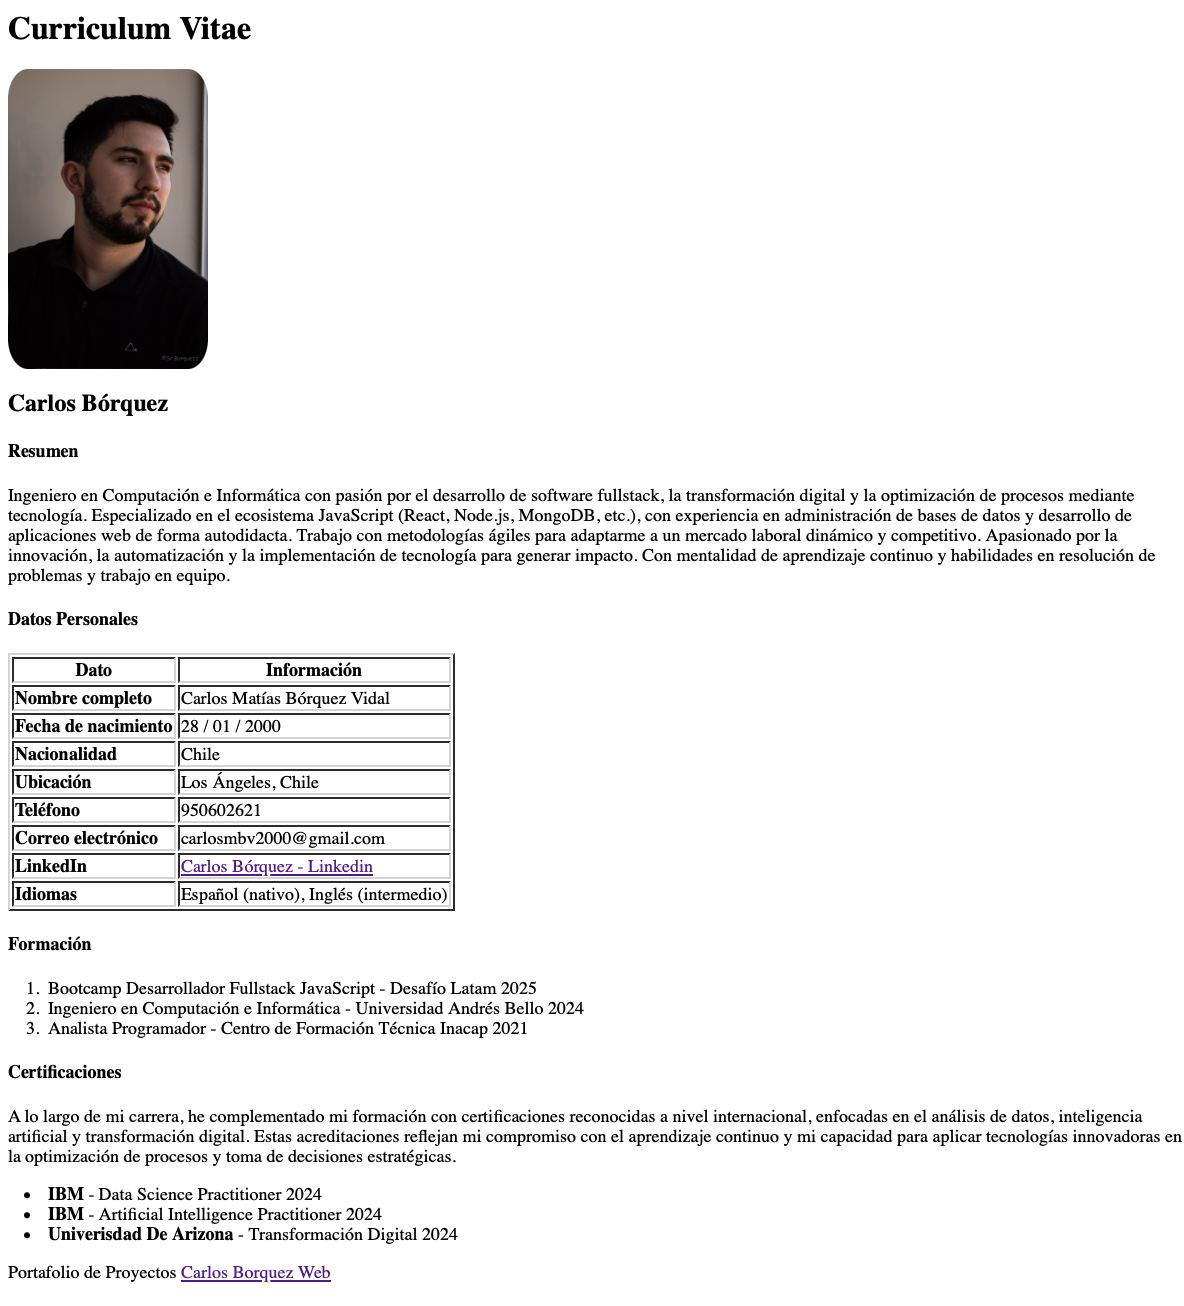 Curriculum Vitae
Carlos Bórquez
Resumen
Ingeniero en Computación e Informática con pasión por el desarrollo de software fullstack, la transformación digital y la optimización de procesos mediante
tecnología. Especializado en el ecosistema JavaScript (React, Node.js, MongoDB, etc.), con experiencia en administración de bases de datos y desarrollo de
aplicaciones web de forma autodidacta. Trabajo con metodologías ágiles para adaptarme a un mercado laboral dinámico y competitivo. Apasionado por la
innovación, la automatización y la implementación de tecnología para generar impacto. Con mentalidad de aprendizaje continuo y habilidades en resolución de
problemas y trabajo en equipo.
Datos Personales
Dato Información
Nombre completo Carlos Matías Bórquez Vidal
Fecha de nacimiento 28 / 01 / 2000
Nacionalidad Chile
Ubicación Los Ángeles, Chile
Teléfono 950602621
Correo electrónico carlosmbv2000@gmail.com
LinkedIn Carlos Bórquez - Linkedin
Idiomas Español (nativo), Inglés (intermedio)
Formación
1. Bootcamp Desarrollador Fullstack JavaScript - Desafío Latam 2025
2. Ingeniero en Computación e Informática - Universidad Andrés Bello 2024
3. Analista Programador - Centro de Formación Técnica Inacap 2021
Certificaciones
A lo largo de mi carrera, he complementado mi formación con certificaciones reconocidas a nivel internacional, enfocadas en el análisis de datos, inteligencia
artificial y transformación digital. Estas acreditaciones reflejan mi compromiso con el aprendizaje continuo y mi capacidad para aplicar tecnologías innovadoras en
la optimización de procesos y toma de decisiones estratégicas.
• IBM - Data Science Practitioner 2024
• IBM - Artificial Intelligence Practitioner 2024
• Univerisdad De Arizona - Transformación Digital 2024
Portafolio de Proyectos Carlos Borquez Web